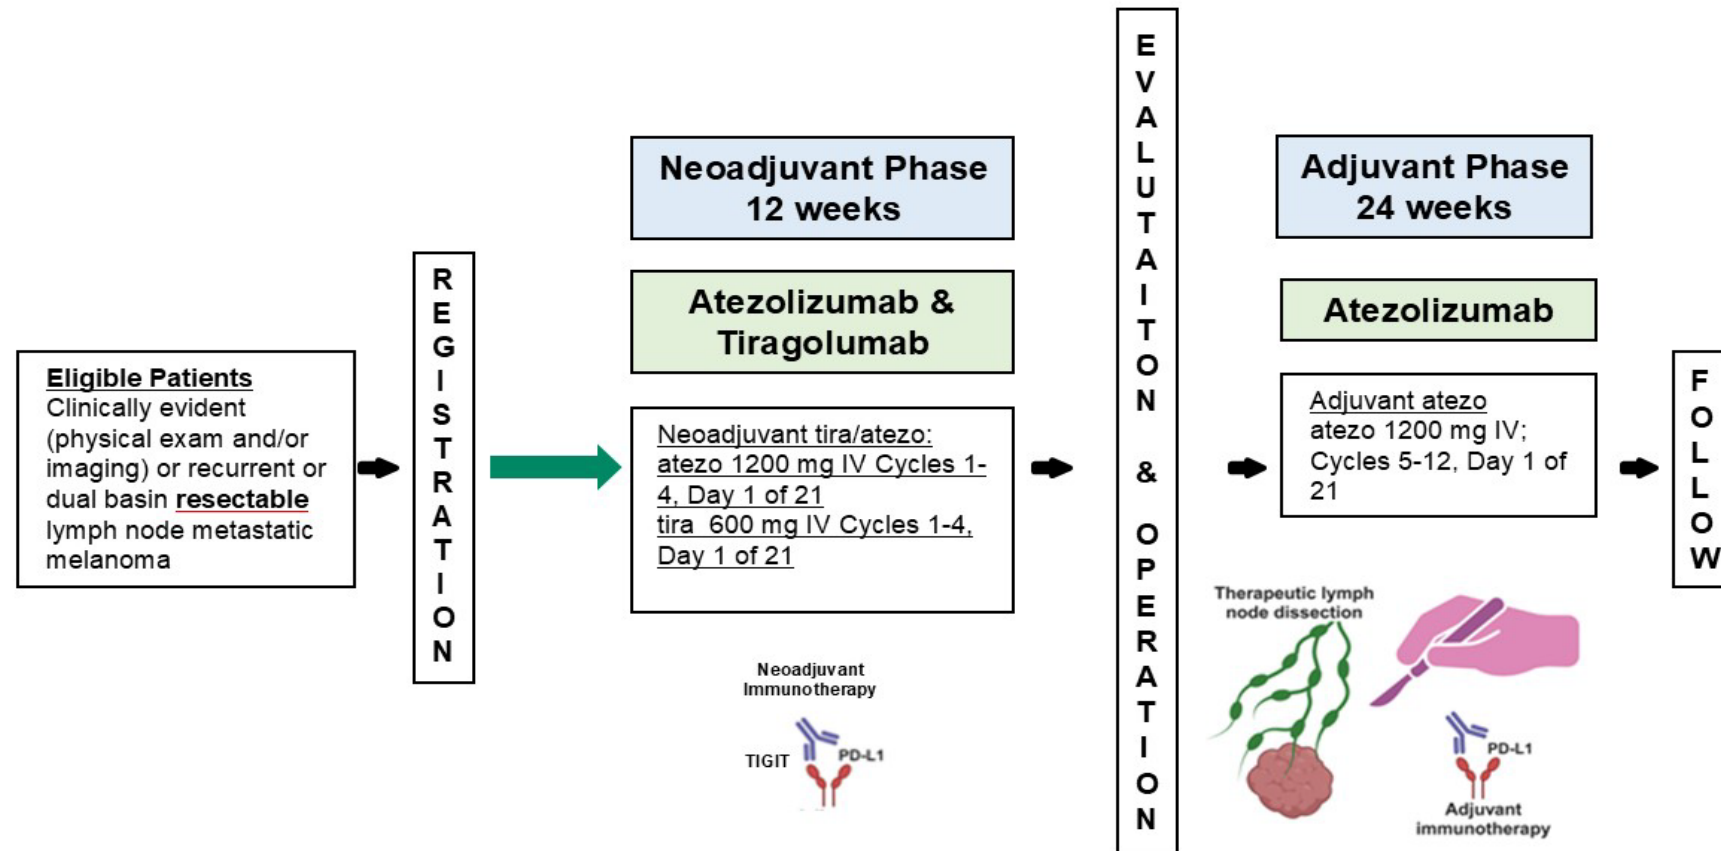 Eligible Patients
Clinically evident
(physical exam and/or
imaging) or recurrent or
dual basin resectable
lymph node metastatic
melanoma
REGISTRATION
Neoadjuvant Phase
12 weeks
Atezolizumab &
Tiragolumab
Neoadjuvant tira/atezo:
atezo 1200 mg IV Cycles 1-
4, Day 1 of 21
tira 600 mg IV Cycles 1-4,
Day 1 of 21
Neoadjuvant
Immunotherapy
TIGIT
PD-L1
EVALUTAITON & OPERATION
Adjuvant Phase
24 weeks
Atezolizumab
Adjuvant atezo
atezo 1200 mg IV;
Cycles 5-12, Day 1 of
21
Therapeutic lymph
node dissection
PD-L1
Adjuvant
immunotherapy
FOLLOW